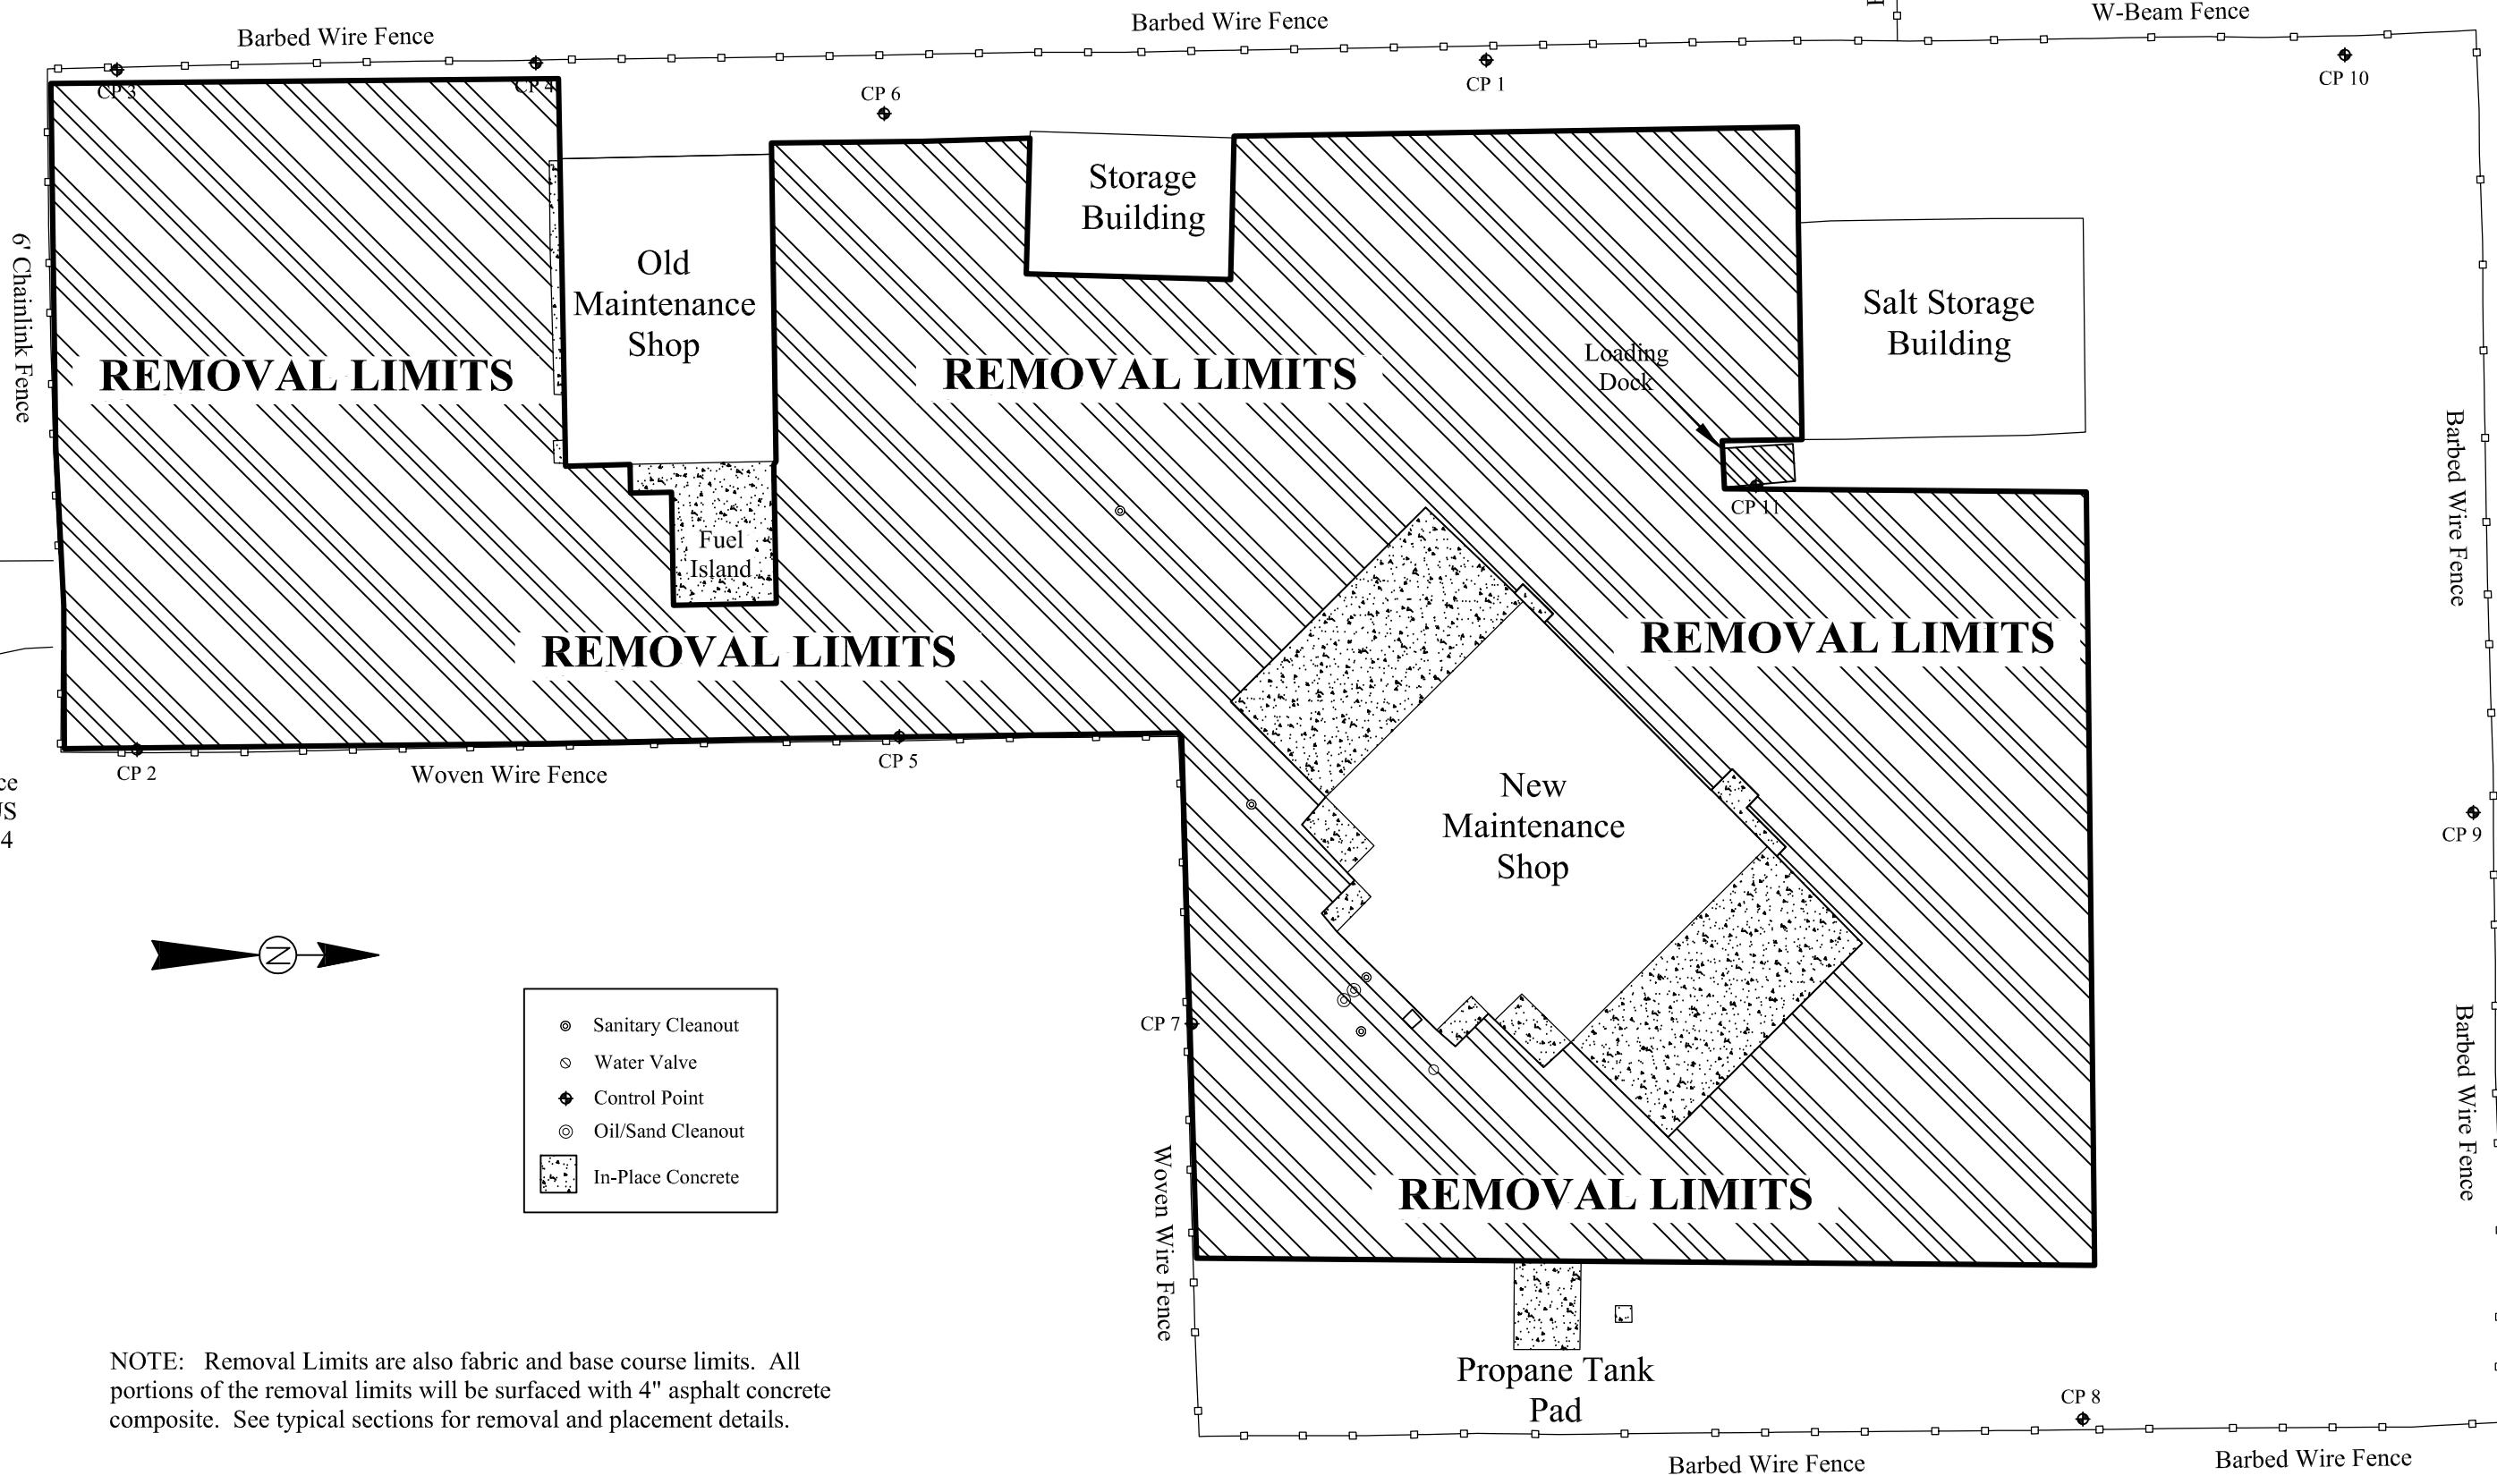 Barbed Wire Fence
Barbed Wire Fence
W-Beam Fence
CP 3
CP 4
CP 6
CP 1
CP 10
6' Chainlink Fence
Old
Maintenance
Shop
Storage
Building
Salt Storage
Building
Loading
Dock
REMOVAL LIMITS
REMOVAL LIMITS
Barbed Wire Fence
CP 11
Fuel
Island
REMOVAL LIMITS
REMOVAL LIMITS
CP 2
Woven Wire Fence
CP 5
New
Maintenance
Shop
CP 9
4
N
CP 7
Sanitary Cleanout
Water Valve
Control Point
Oil/Sand Cleanout
In-Place Concrete
Barbed Wire Fence
Woven Wire Fence
REMOVAL LIMITS
Propane Tank
Pad
CP 8
NOTE: Removal Limits are also fabric and base course limits. All
portions of the removal limits will be surfaced with 4" asphalt concrete
composite. See typical sections for removal and placement details.
Barbed Wire Fence
Barbed Wire Fence